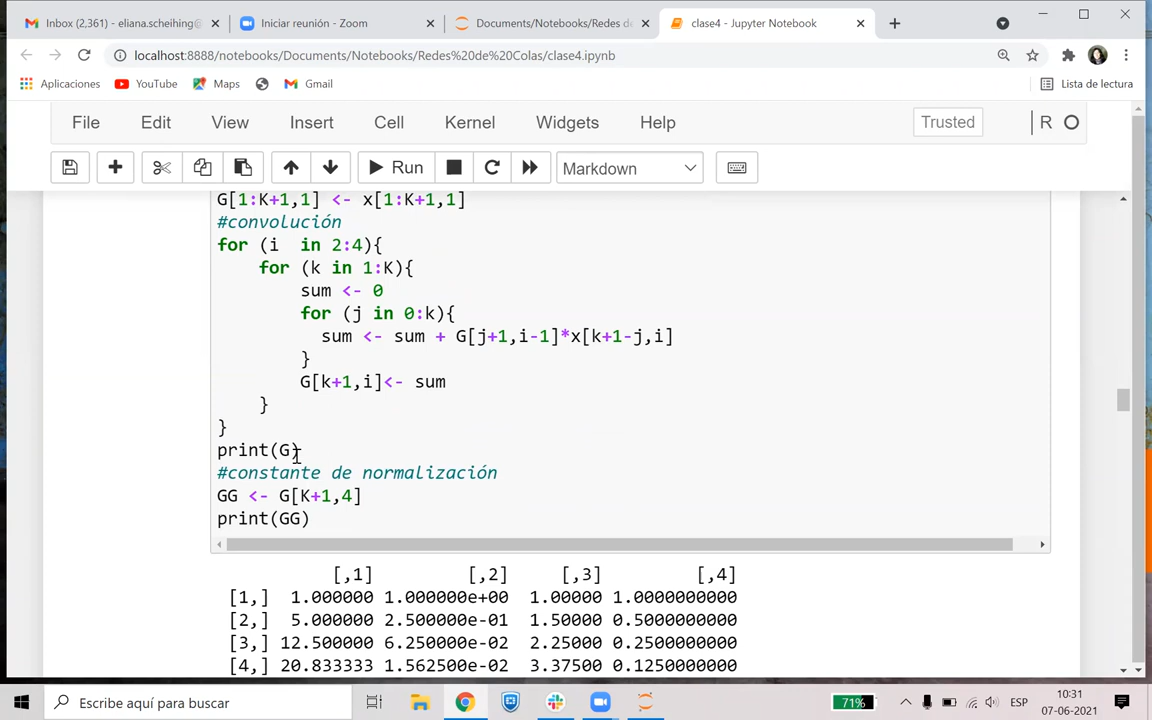 Inbox (2,361) - eliana.scheihing@
Iniciar reunión - Zoom
Documents/Notebooks/Redes de
clase4 - Jupyter Notebook
localhost:8888/notebooks/Documents/Notebooks/Redes%20de%20Colas/clase4.ipynb
Aplicaciones YouTube Maps Gmail Lista de lectura
File Edit View Insert Cell Kernel Widgets Help Trusted R
Run Markdown
G[1:K+1,1] <- x[1:K+1,1]
#convolución
for (i in 2:4){
for (k in 1:K){
sum <- 0
for (j in 0:k){
sum <- sum + G[j+1,i-1]*x[k+1-j,i]
}
G[k+1,i]<- sum
}
}
print(G)
#constante de normalización
GG <- G[K+1,4]
print(GG)
[,1] [,2] [,3] [,4]
[1,] 1.000000 1.000000e+00 1.00000 1.0000000000
[2,] 5.000000 2.500000e-01 1.50000 0.5000000000
[3,] 12.500000 6.250000e-02 2.25000 0.2500000000
[4,] 20.833333 1.562500e-02 3.37500 0.1250000000
Escribe aquí para buscar
71%
ESP
10:31
07-06-2021